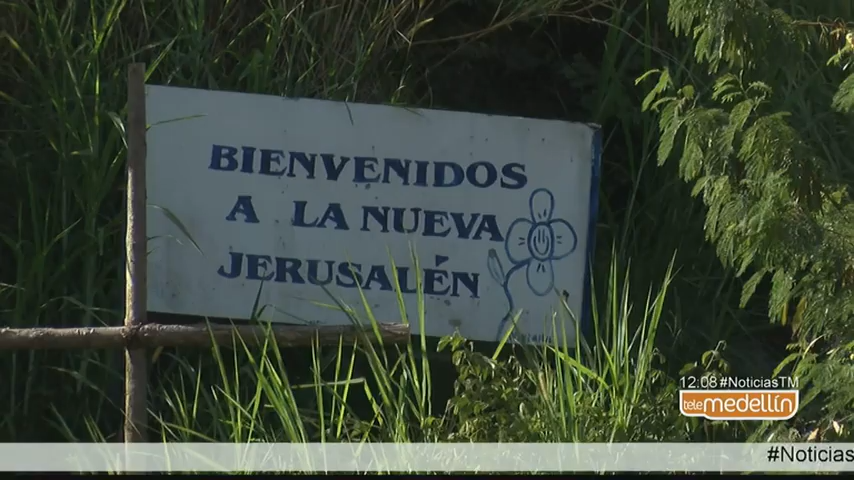 BIENVENIDOS
A LA NUEVA
JERUSALÉN
12:08#NoticiasTM
telemedellín
#Noticias